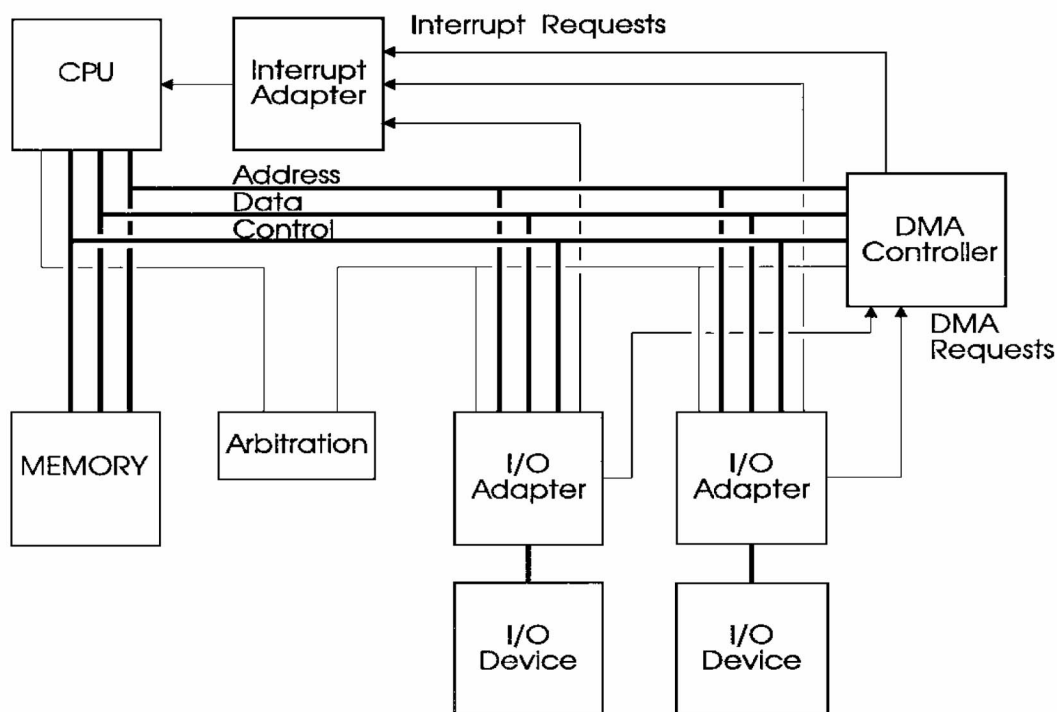 Interrupt Requests
CPU
Interrupt
Adapter
Address
Data
Control
DMA
Controller
DMA
Requests
MEMORY
Arbitration
I/O
Adapter
I/O
Adapter
I/O
Device
I/O
Device